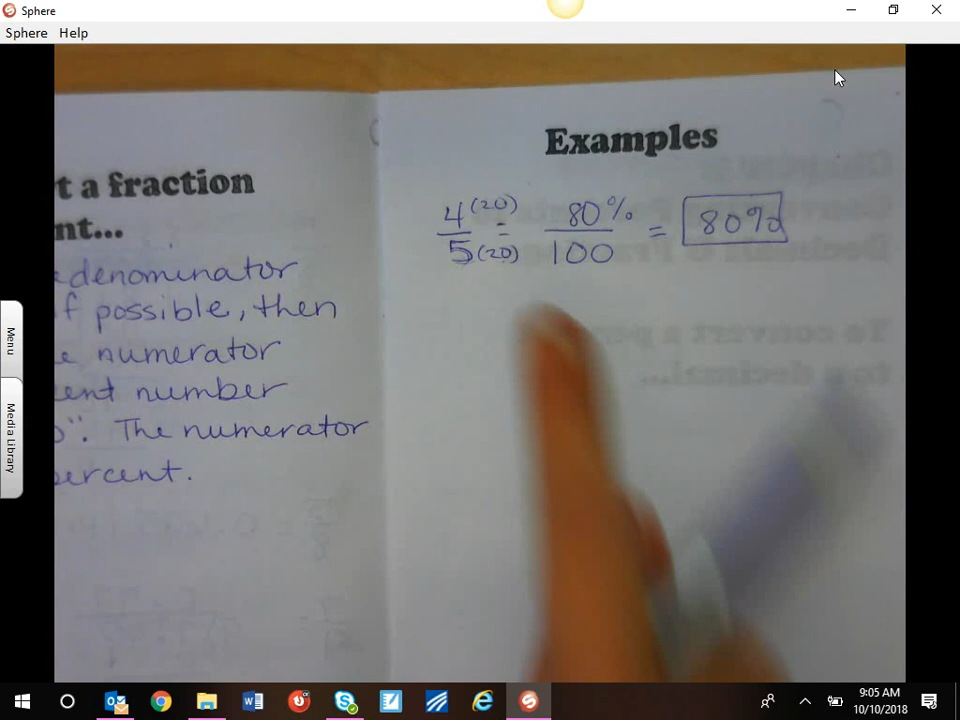 Sphere
Sphere Help
Menu
Media Library
t a fraction
nt...
denominator
f possible, then
numerator
ent number
". The numerator
percent.
Examples
4 (20) = 80% = 80%
5 (20) 100
9:05 AM
10/10/2018